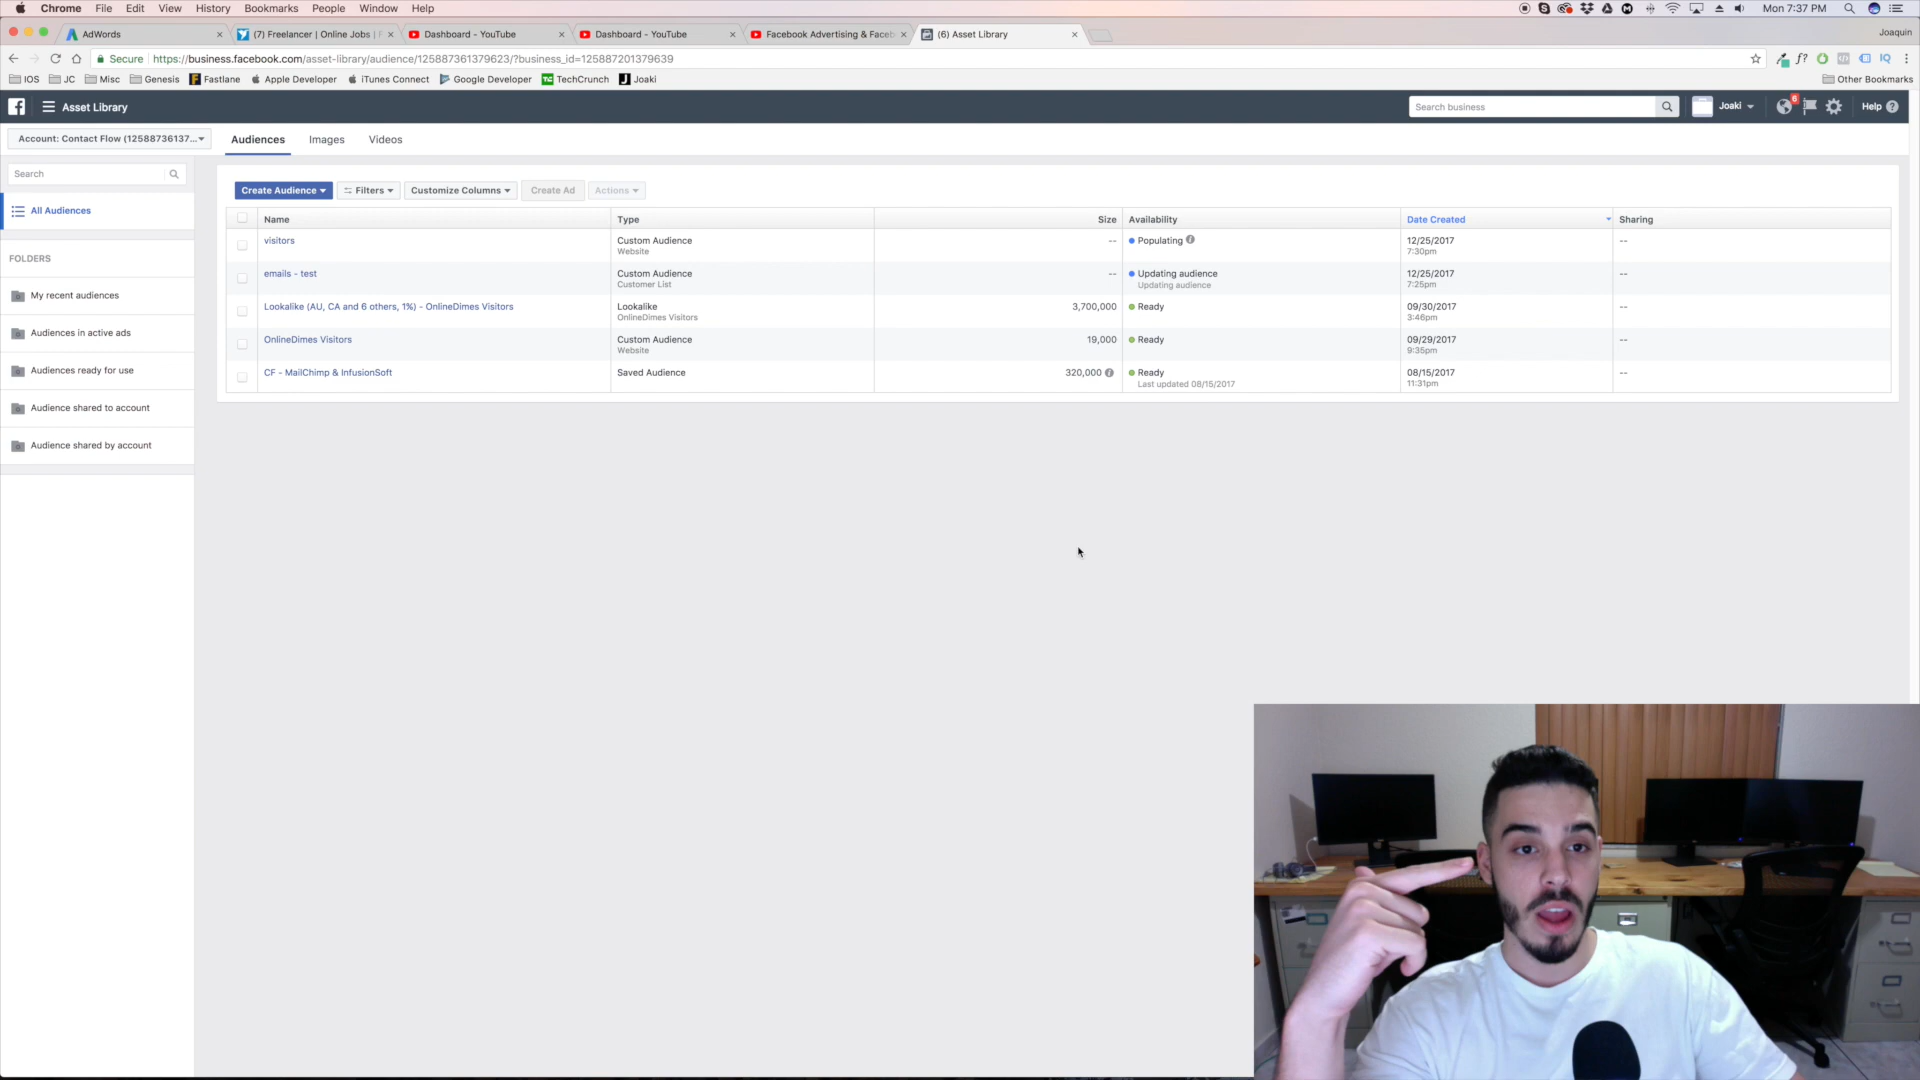 Chrome File Edit View History Bookmarks People Window Help
Mon 7:37 PM
AdWords
(7) Freelancer | Online Jobs |
Dashboard - YouTube
Dashboard - YouTube
Facebook Advertising & Faceb
(6) Asset Library
Joaquin
Secure
https://business.facebook.com/asset-library/audience/125887361379623/?business_id=125887201379639
IOS JC Misc Genesis Fastlane Apple Developer iTunes Connect Google Developer TechCrunch Joaki Other Bookmarks
Asset Library
Search business
Joaki
6
Help
Account: Contact Flow (12588736137...
Audiences Images Videos
Search
All Audiences
FOLDERS
My recent audiences
Audiences in active ads
Audiences ready for use
Audience shared to account
Audience shared by account
Create Audience Filters Customize Columns Create Ad Actions
Name Type Size Availability Date Created Sharing
visitors Custom Audience -- Populating 12/25/2017 --
Website 7:30pm
emails - test Custom Audience -- Updating audience 12/25/2017 --
Customer List Updating audience 7:25pm
Lookalike (AU, CA and 6 others, 1%) - OnlineDimes Visitors Lookalike 3,700,000 Ready 09/30/2017 --
OnlineDimes Visitors 3:46pm
OnlineDimes Visitors Custom Audience 19,000 Ready 09/29/2017 --
Website 9:35pm
CF - MailChimp & InfusionSoft Saved Audience 320,000 Ready 08/15/2017 --
Last updated 08/15/2017 11:31pm